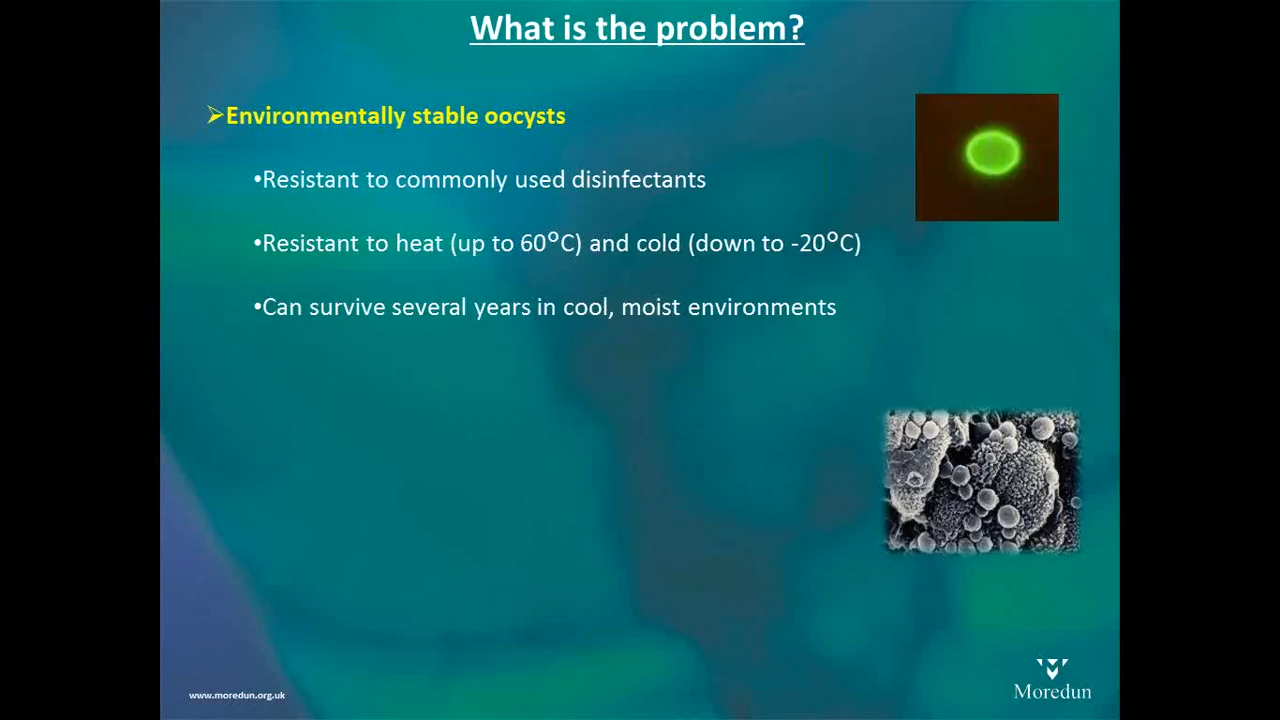 What is the problem?
➢Environmentally stable oocysts
•Resistant to commonly used disinfectants
•Resistant to heat (up to 60°C) and cold (down to -20°C)
•Can survive several years in cool, moist environments
www.moredun.org.uk
Moredun